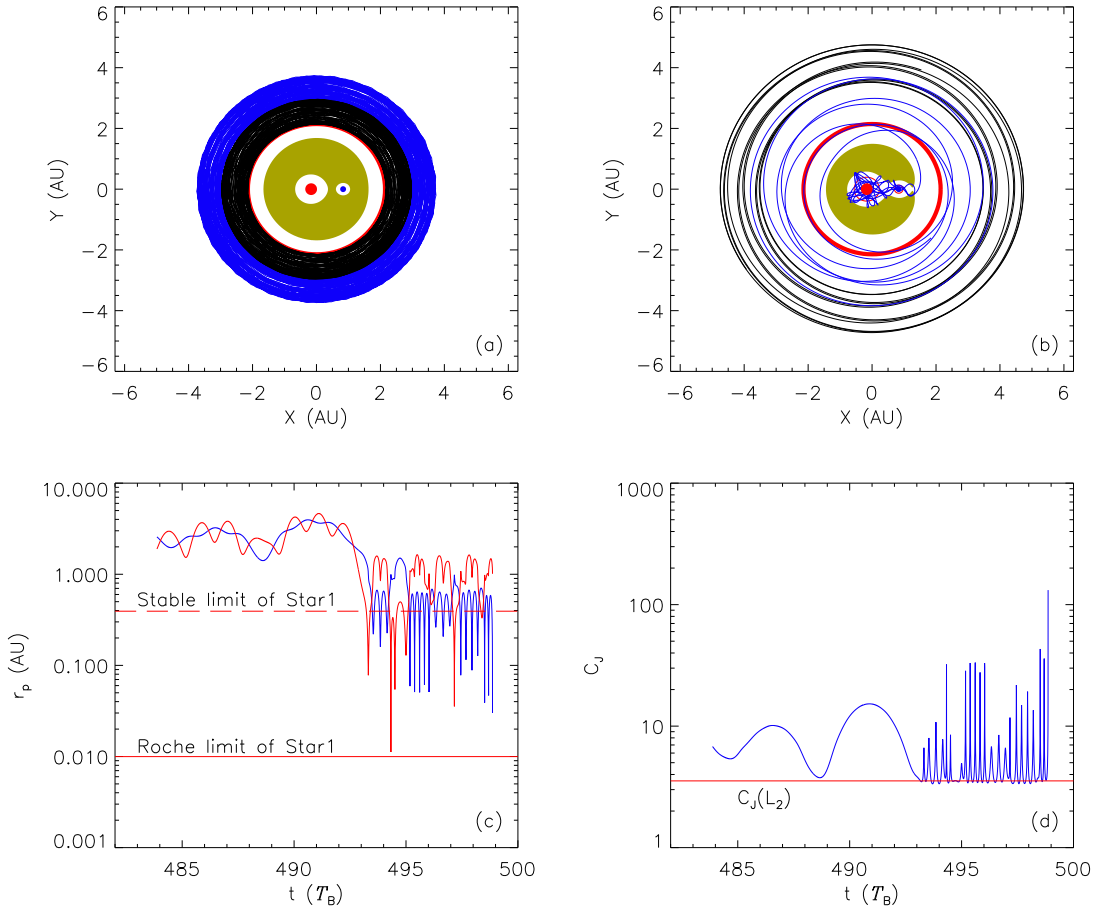 6
4
2
0
−2
−4
−6
Y (AU)
−6 −4 −2 0 2 4 6
X (AU)
(a)
6
4
2
0
−2
−4
−6
Y (AU)
−6 −4 −2 0 2 4 6
X (AU)
(b)
10.000
1.000
0.100
0.010
0.001
r_p (AU)
Stable limit of Star1
Roche limit of Star1
(c)
485 490 495 500
t (T_B)
1000
100
10
1
C_J
C_J(L_2)
(d)
485 490 495 500
t (T_B)